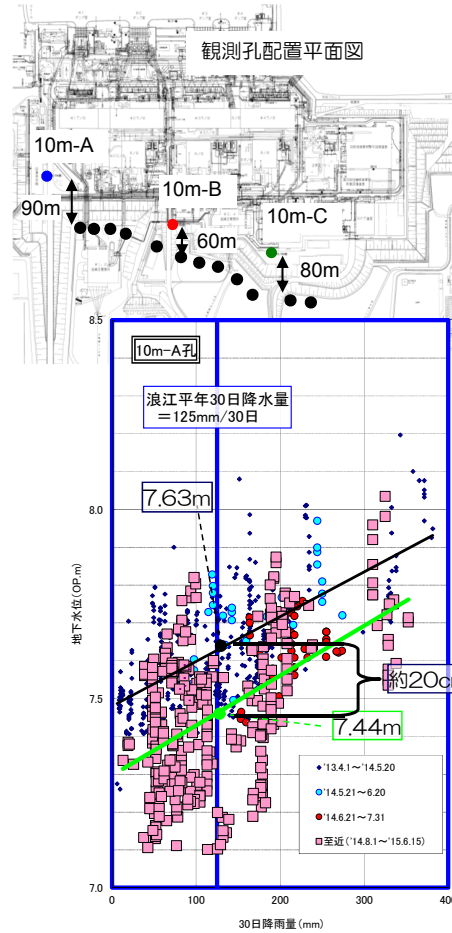 観測孔配置平面図
10m-A
10m-B
10m-C
90m
60m
80m
8.5
10m-A孔
浪江平年30日降水量
＝125mm/30日
7.63m
8.0
地下水位(O.P.m)
7.5
約20cm
7.44m
'13.4.1～'14.5.20
'14.5.21～6.20
'14.6.21～7.31
至近('14.8.1～'15.6.15)
7.0
0
100
200
300
400
30日降雨量(mm)